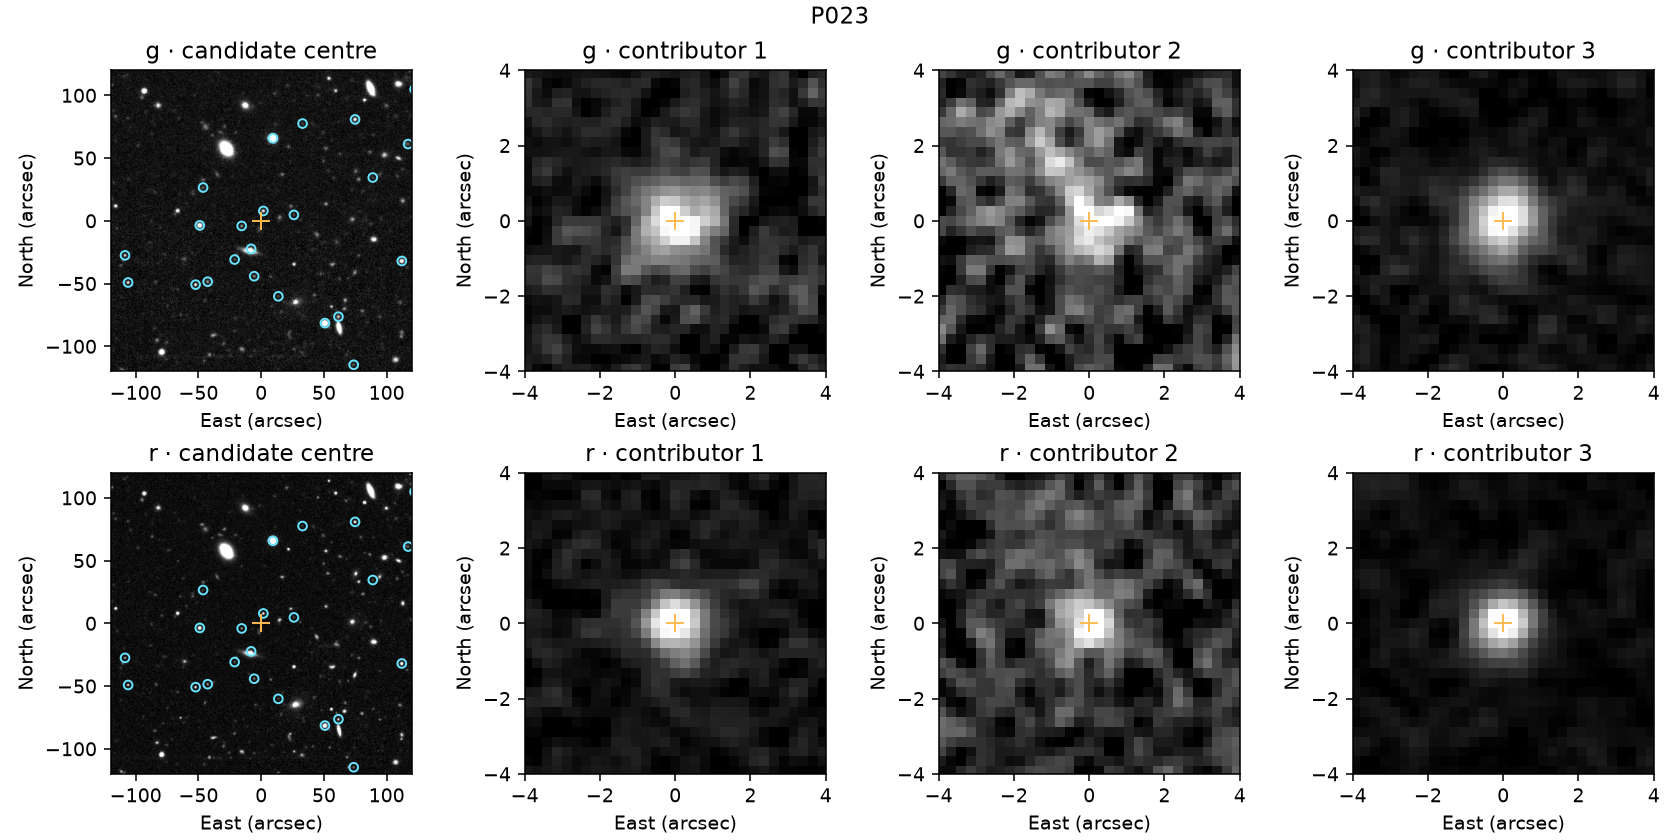 P023
g · candidate centre
g · contributor 1
g · contributor 2
g · contributor 3
North (arcsec)
100
50
0
−50
−100
−100 −50 0 50 100
East (arcsec)
North (arcsec)
4
2
0
−2
−4
−4 −2 0 2 4
East (arcsec)
North (arcsec)
4
2
0
−2
−4
−4 −2 0 2 4
East (arcsec)
North (arcsec)
4
2
0
−2
−4
−4 −2 0 2 4
East (arcsec)
r · candidate centre
r · contributor 1
r · contributor 2
r · contributor 3
North (arcsec)
100
50
0
−50
−100
−100 −50 0 50 100
East (arcsec)
North (arcsec)
4
2
0
−2
−4
−4 −2 0 2 4
East (arcsec)
North (arcsec)
4
2
0
−2
−4
−4 −2 0 2 4
East (arcsec)
North (arcsec)
4
2
0
−2
−4
−4 −2 0 2 4
East (arcsec)